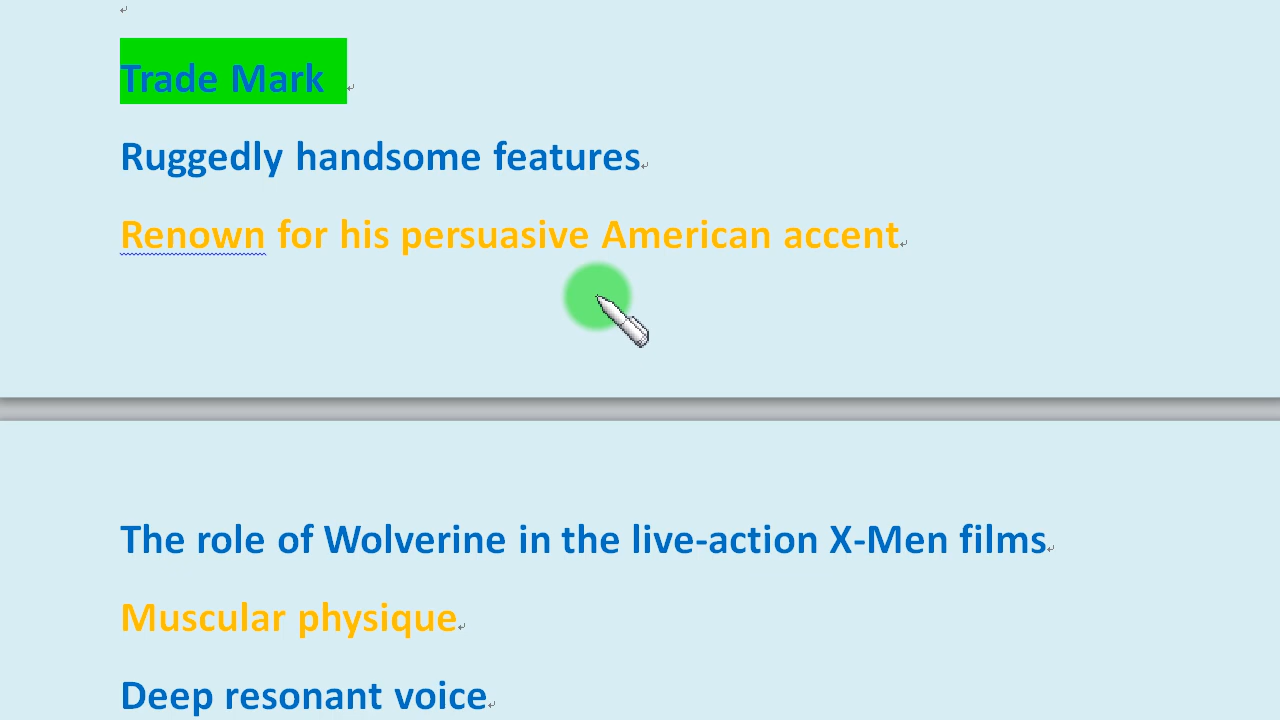 Trade Mark
Ruggedly handsome features
Renown for his persuasive American accent
The role of Wolverine in the live-action X-Men films
Muscular physique
Deep resonant voice